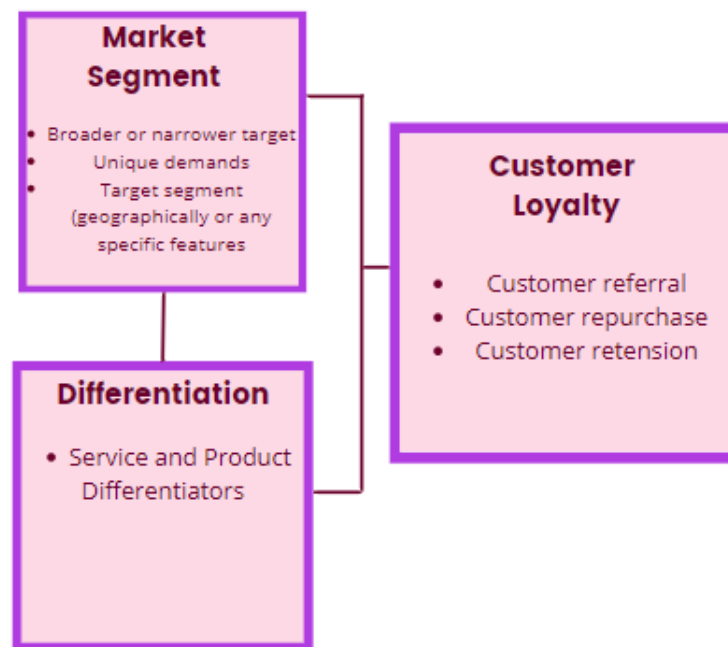 Market
Segment
• Broader or narrower target
• Unique demands
• Target segment
(geographically or any
specific features
Differentiation
• Service and Product
Differentiators
Customer
Loyalty
• Customer referral
• Customer repurchase
• Customer retension